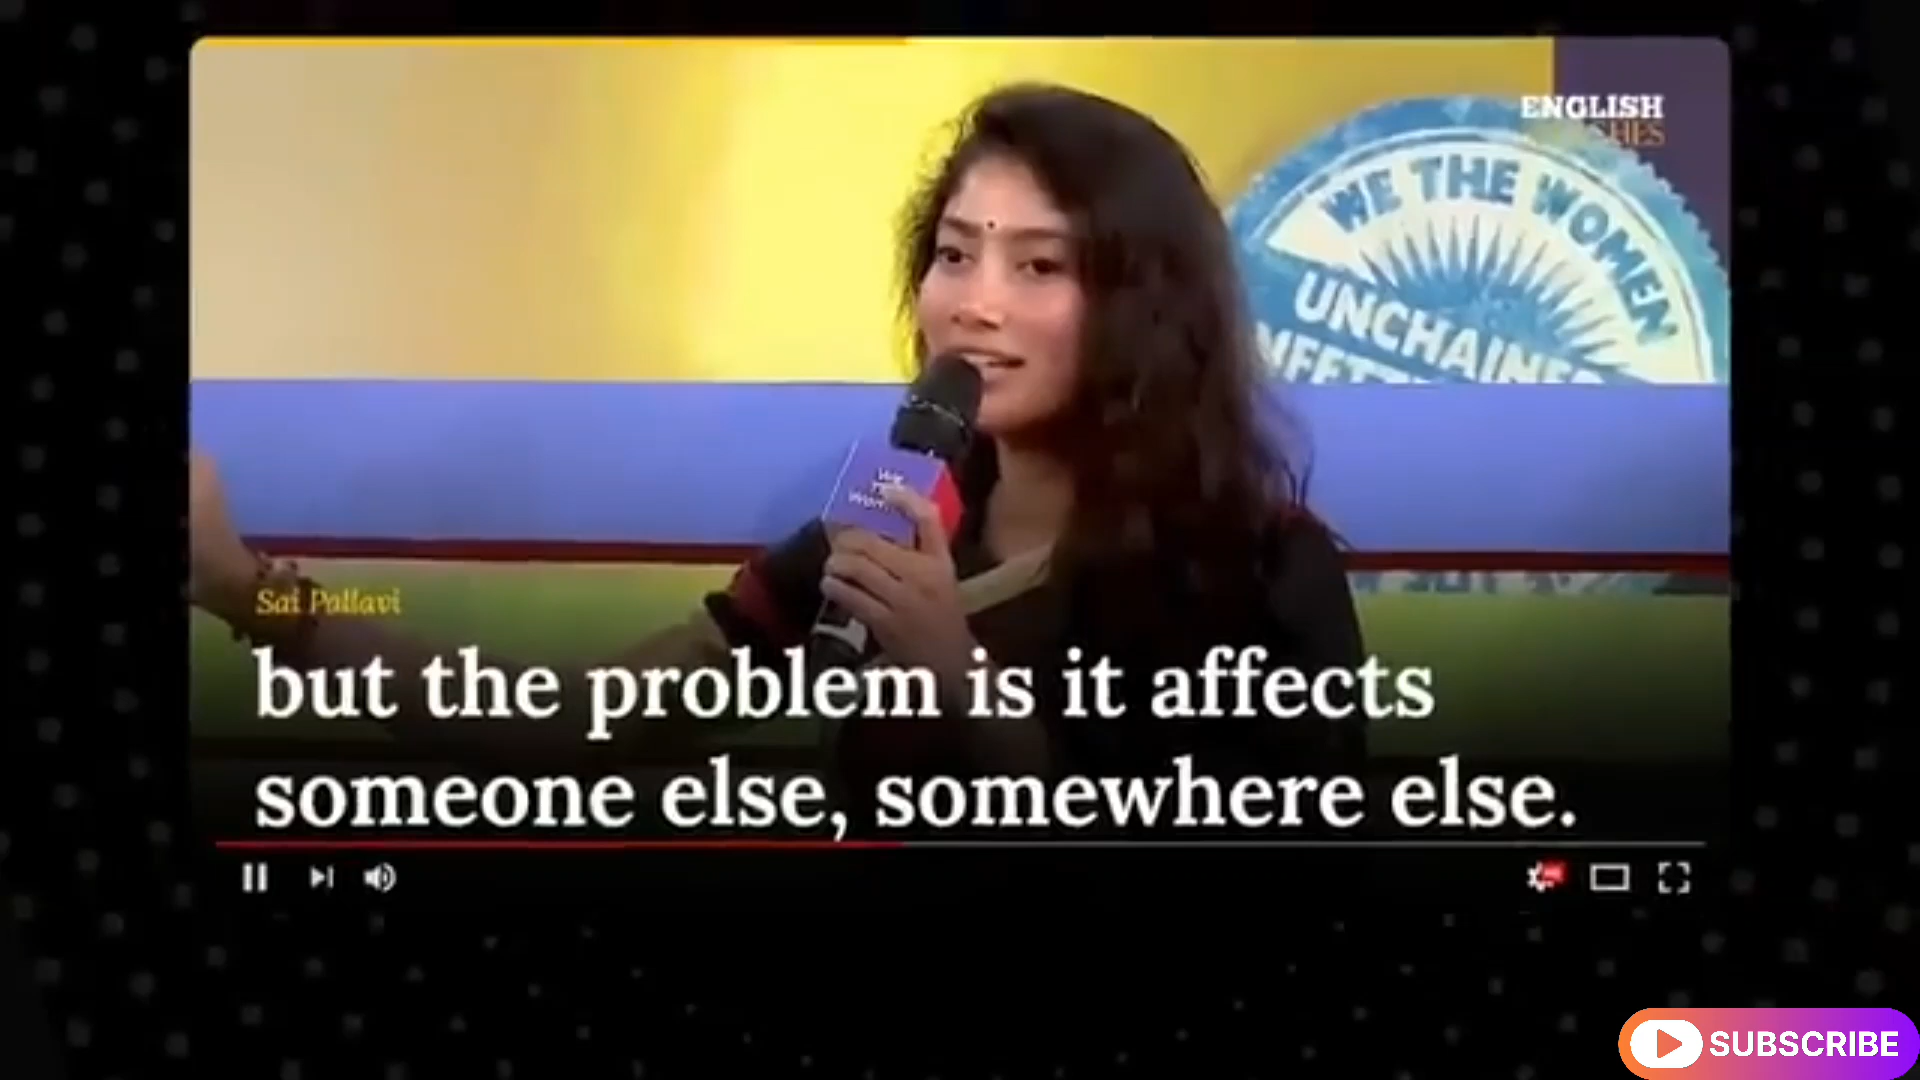 ENGLISH
WE THE WOMEN
UNCHAINED
Sai Pallavi
but the problem is it affects
someone else, somewhere else.
SUBSCRIBE